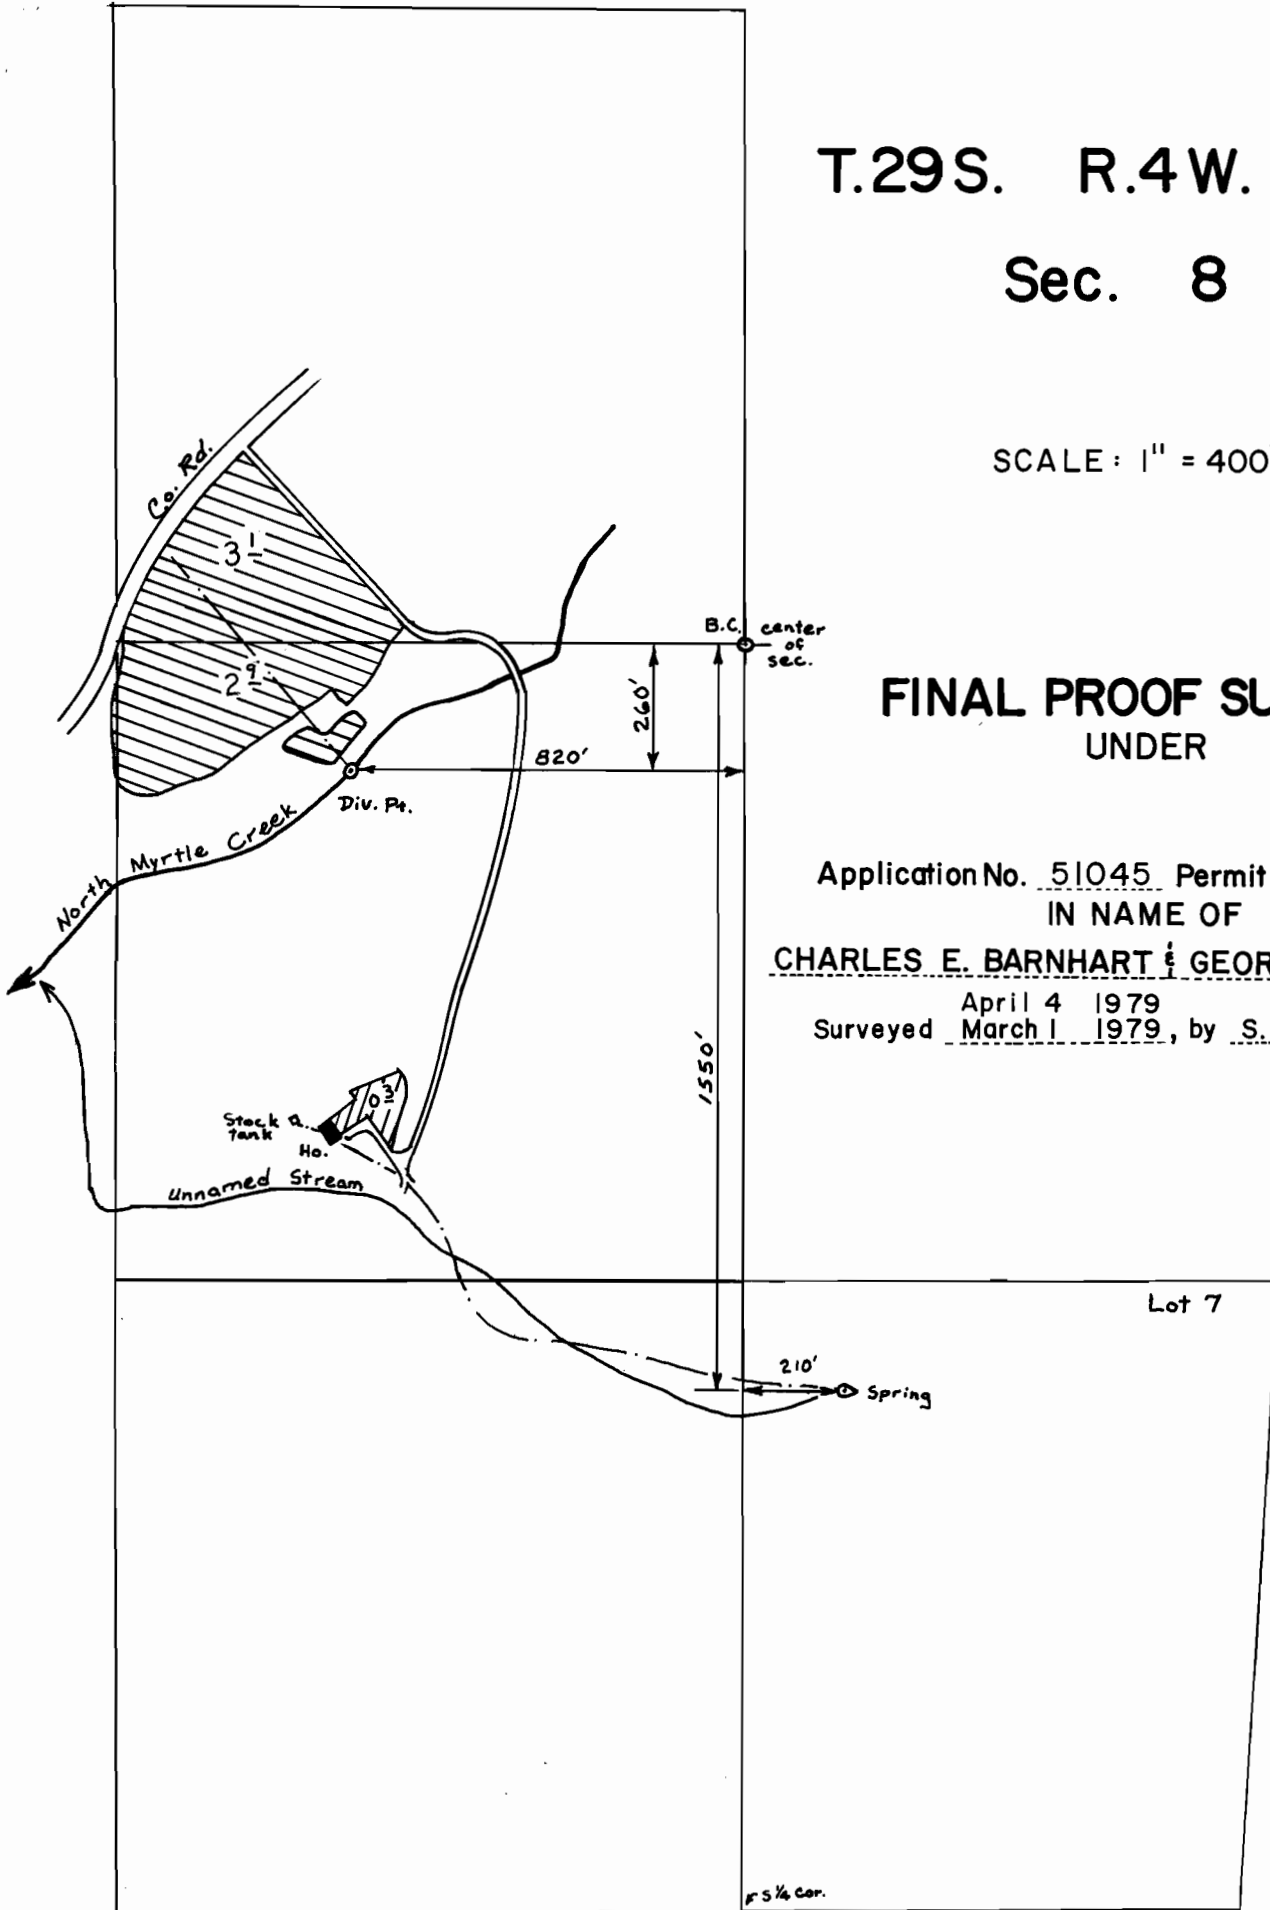 T.29S. R.4W.
Sec. 8
SCALE: 1" = 400
Co. Rd.
3 1
B.C. center
of
sec.
2 9
260'
FINAL PROOF SU
UNDER
820'
Div. Pt.
North Myrtle Creek
Application No. 51045 Permit
IN NAME OF
CHARLES E. BARNHART & GEOR
April 4 1979
Surveyed March 1 1979, by S.
1550'
0 3
Stock
tank
Ho.
Unnamed Stream
Lot 7
210'
Spring
S 1/4 Cor.